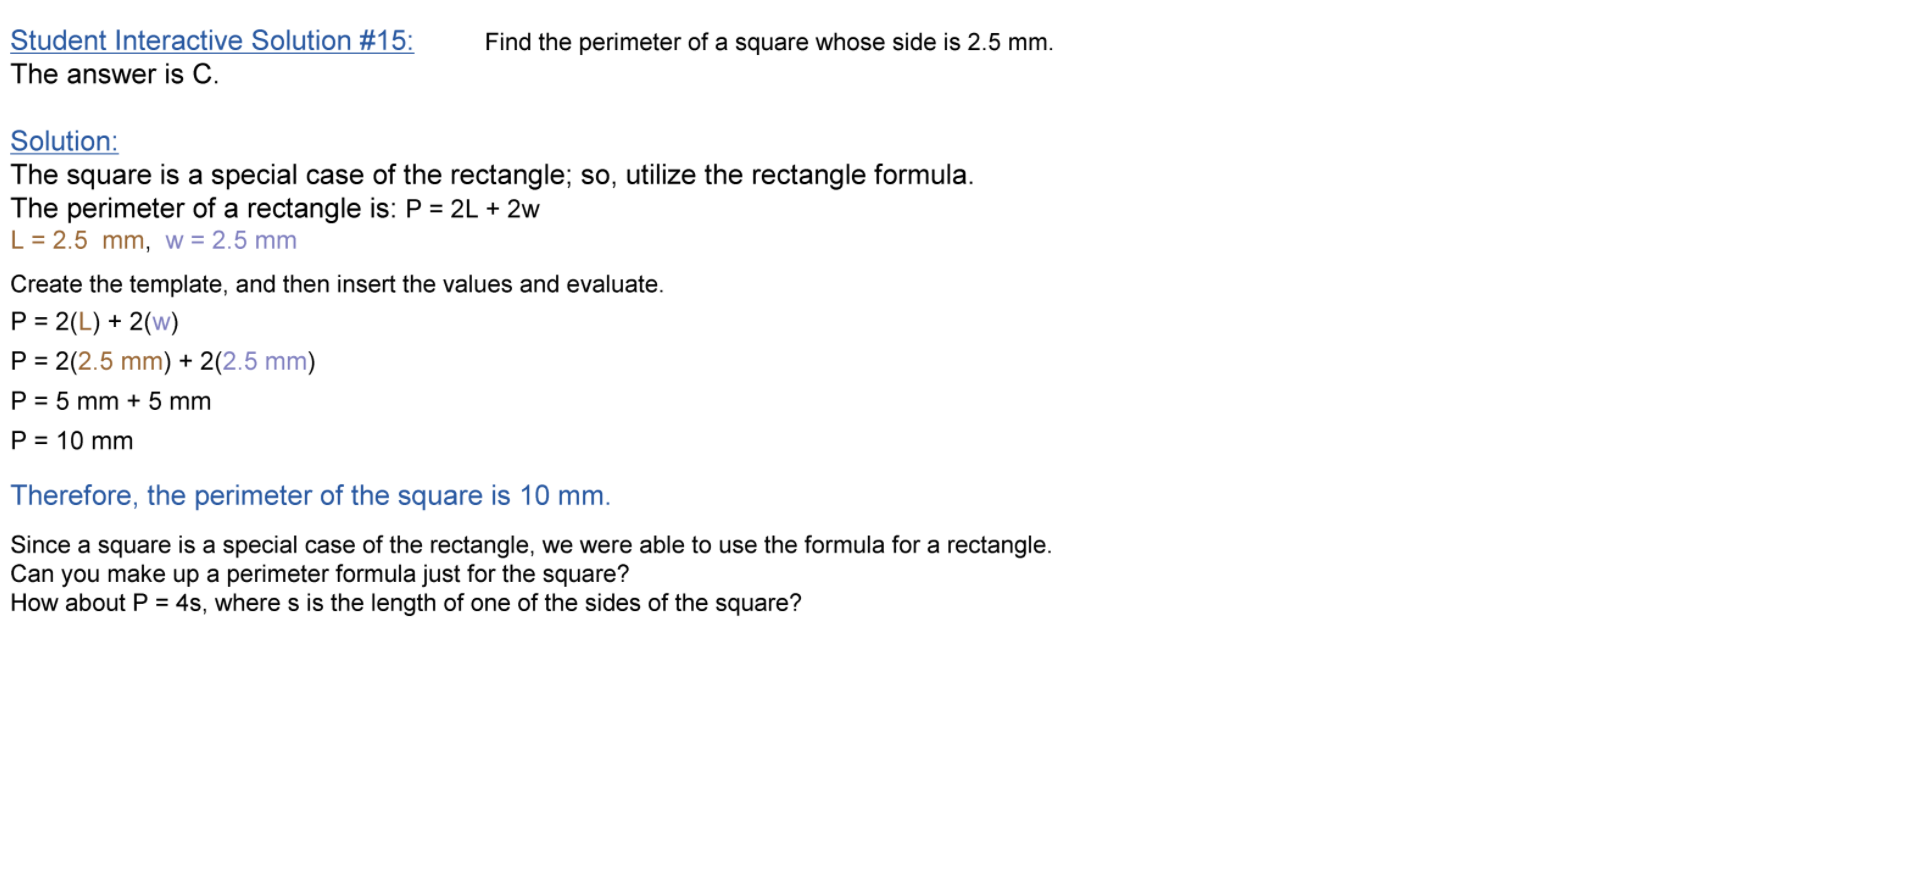 Student Interactive Solution #15: Find the perimeter of a square whose side is 2.5 mm.
The answer is C.
Solution:
The square is a special case of the rectangle; so, utilize the rectangle formula.
The perimeter of a rectangle is: P = 2L + 2w
L = 2.5 mm, w = 2.5 mm
Create the template, and then insert the values and evaluate.
P = 2(L) + 2(w)
P = 2(2.5 mm) + 2(2.5 mm)
P = 5 mm + 5 mm
P = 10 mm
Therefore, the perimeter of the square is 10 mm.
Since a square is a special case of the rectangle, we were able to use the formula for a rectangle.
Can you make up a perimeter formula just for the square?
How about P = 4s, where s is the length of one of the sides of the square?